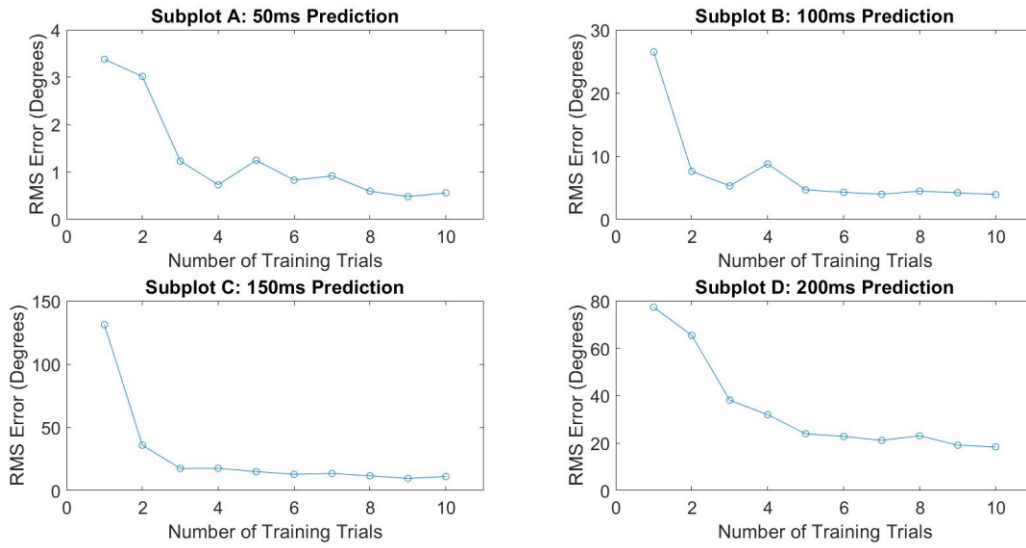 Subplot A: 50ms Prediction
4
3
2
1
0
0 2 4 6 8 10
RMS Error (Degrees)
Number of Training Trials
Subplot B: 100ms Prediction
30
20
10
0
0 2 4 6 8 10
RMS Error (Degrees)
Number of Training Trials
Subplot C: 150ms Prediction
150
100
50
0
0 2 4 6 8 10
RMS Error (Degrees)
Number of Training Trials
Subplot D: 200ms Prediction
80
60
40
20
0
0 2 4 6 8 10
RMS Error (Degrees)
Number of Training Trials